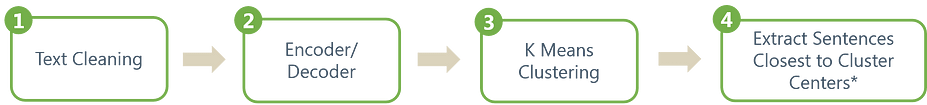 1
Text Cleaning
2
Encoder/
Decoder
3
K Means
Clustering
4
Extract Sentences
Closest to Cluster
Centers*